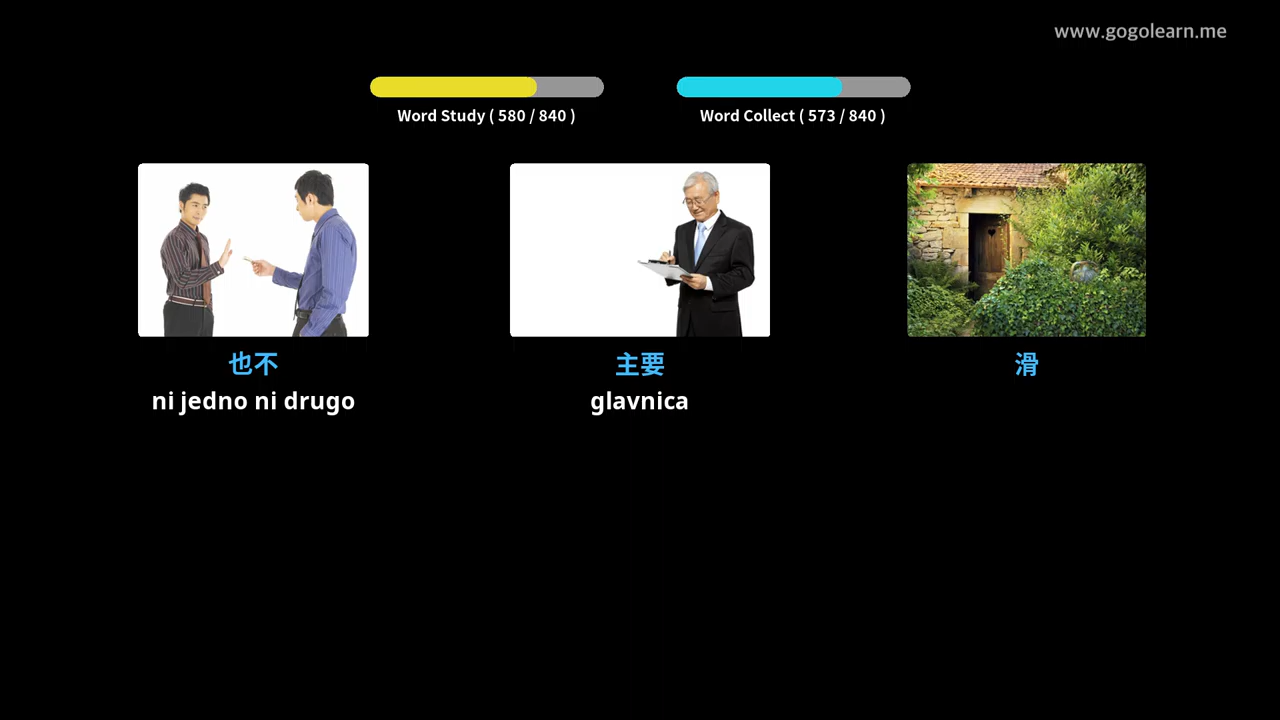 www.gogolearn.me
Word Study ( 580 / 840 )
Word Collect ( 573 / 840 )
也不
主要
滑
ni jedno ni drugo
glavnica